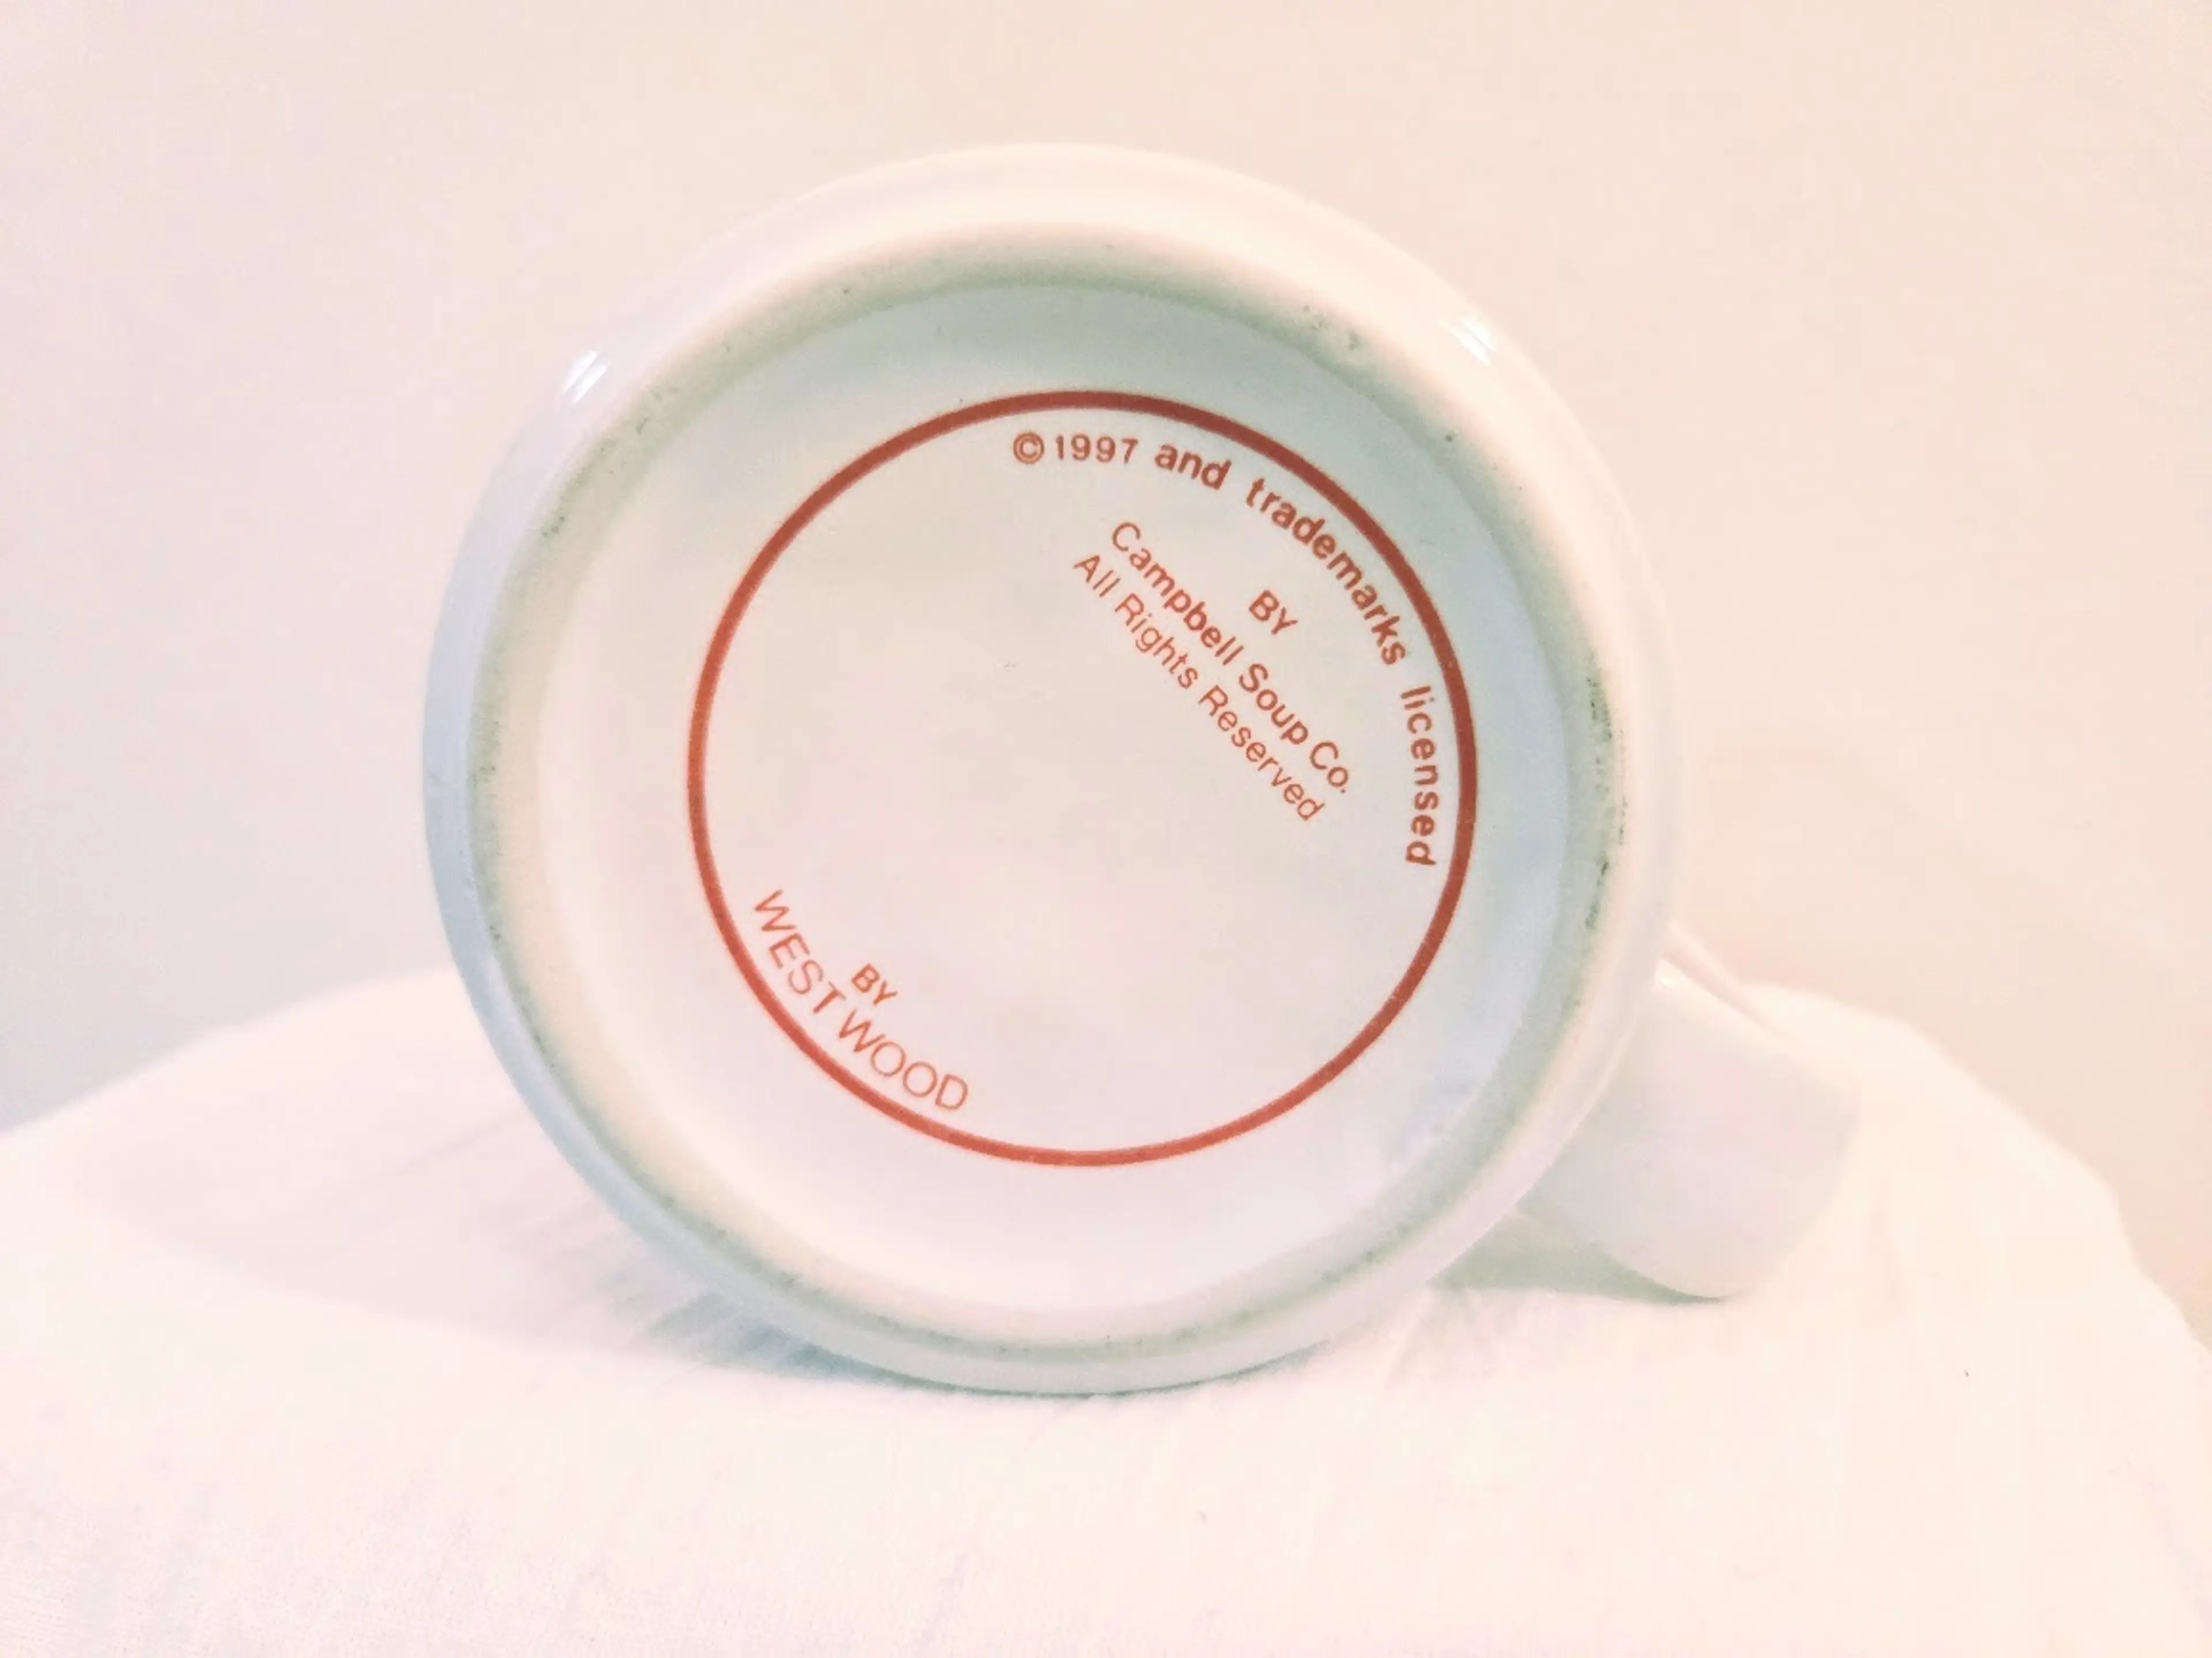 ©1997 and trademarks licensed
BY
Campbell Soup Co.
All Rights Reserved
BY
WESTWOOD